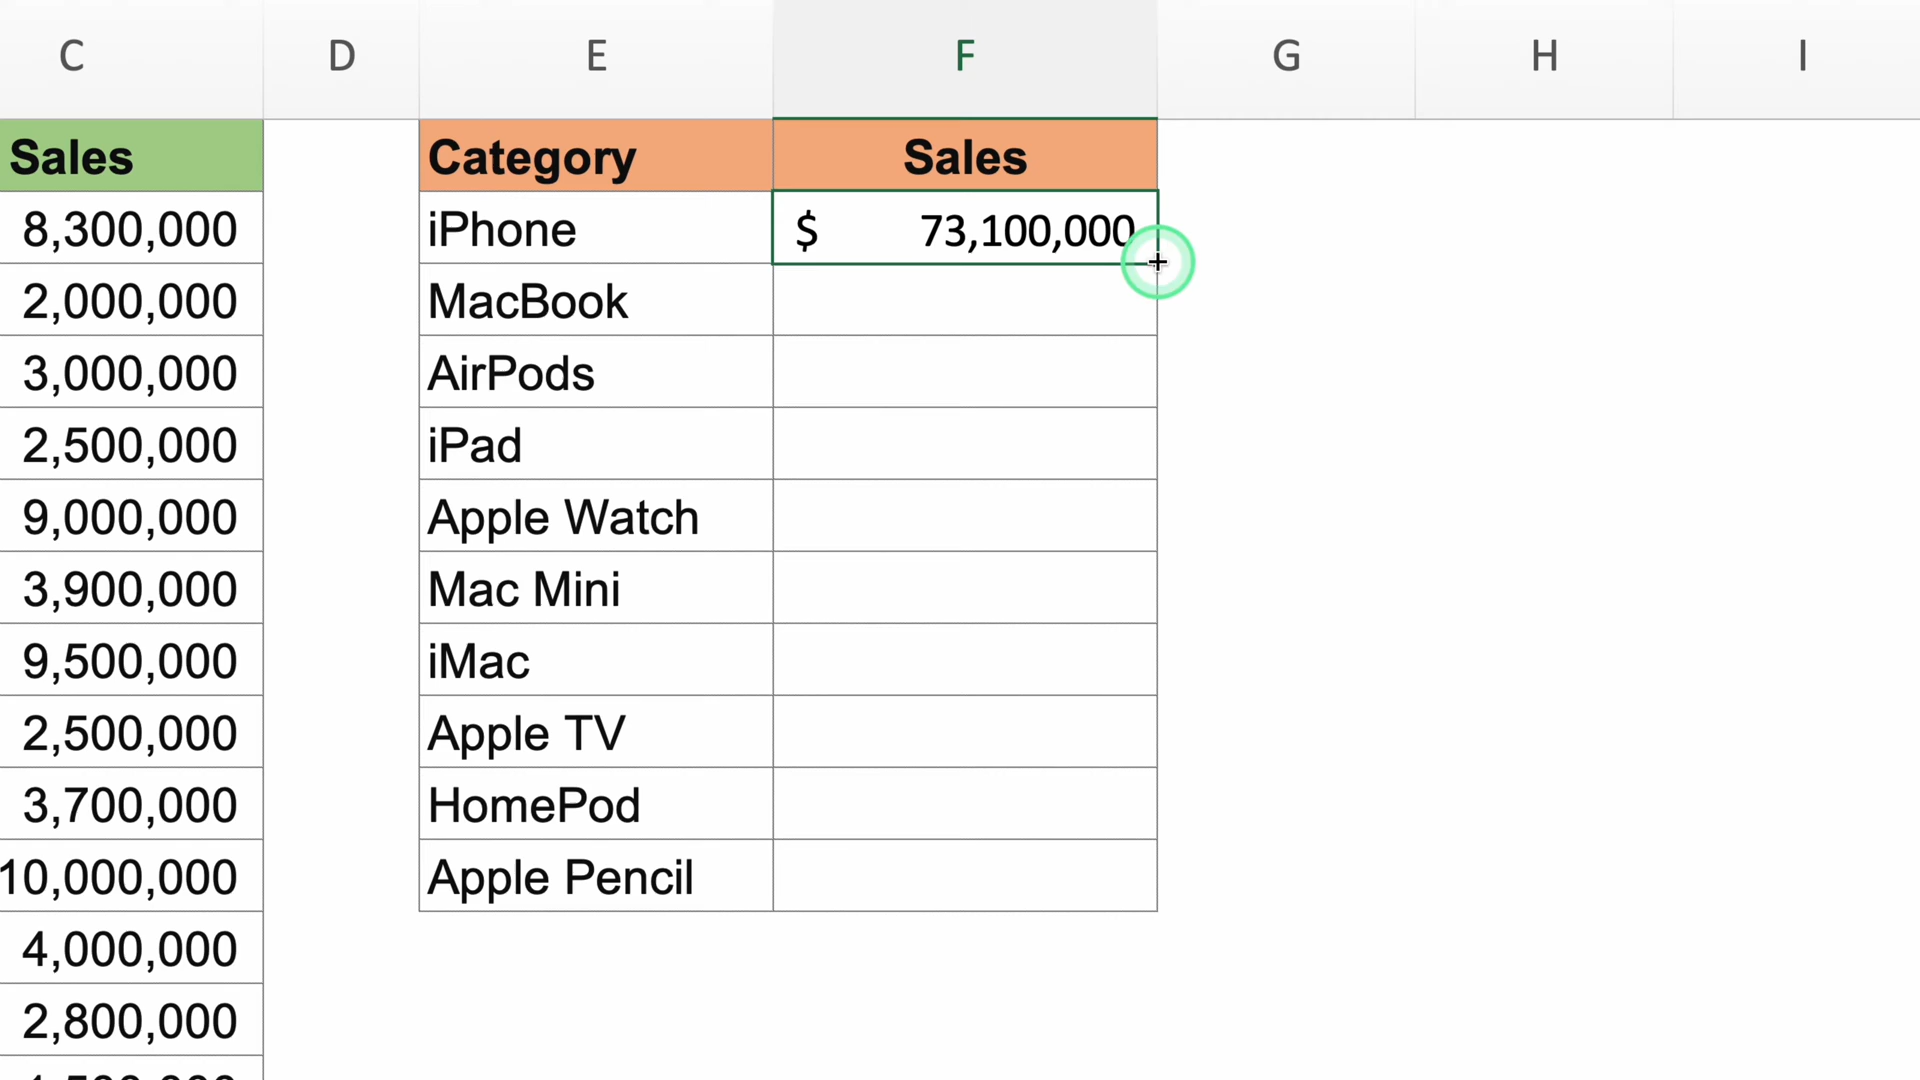 C D E F G H I
Sales Category Sales
8,300,000 iPhone $ 73,100,000
2,000,000 MacBook
3,000,000 AirPods
2,500,000 iPad
9,000,000 Apple Watch
3,900,000 Mac Mini
9,500,000 iMac
2,500,000 Apple TV
3,700,000 HomePod
10,000,000 Apple Pencil
4,000,000
2,800,000